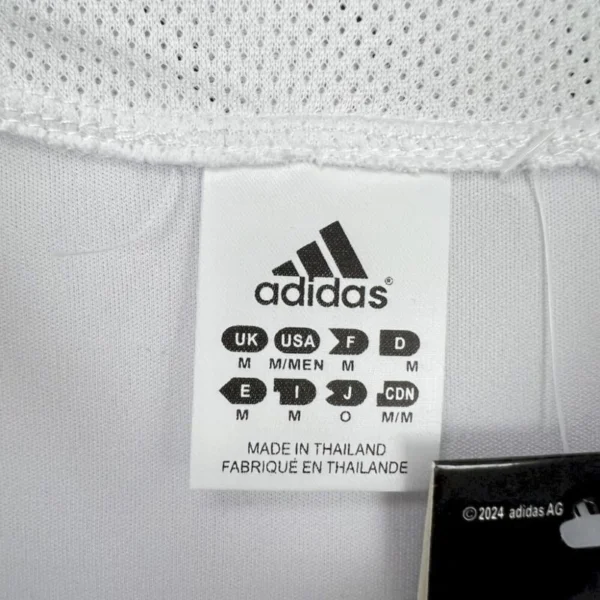 adidas®
UK USA F D
M M/MEN M M
E I J CDN
M M O M/M
MADE IN THAILAND
FABRIQUÉ EN THAILANDE
© 2024 adidas AG